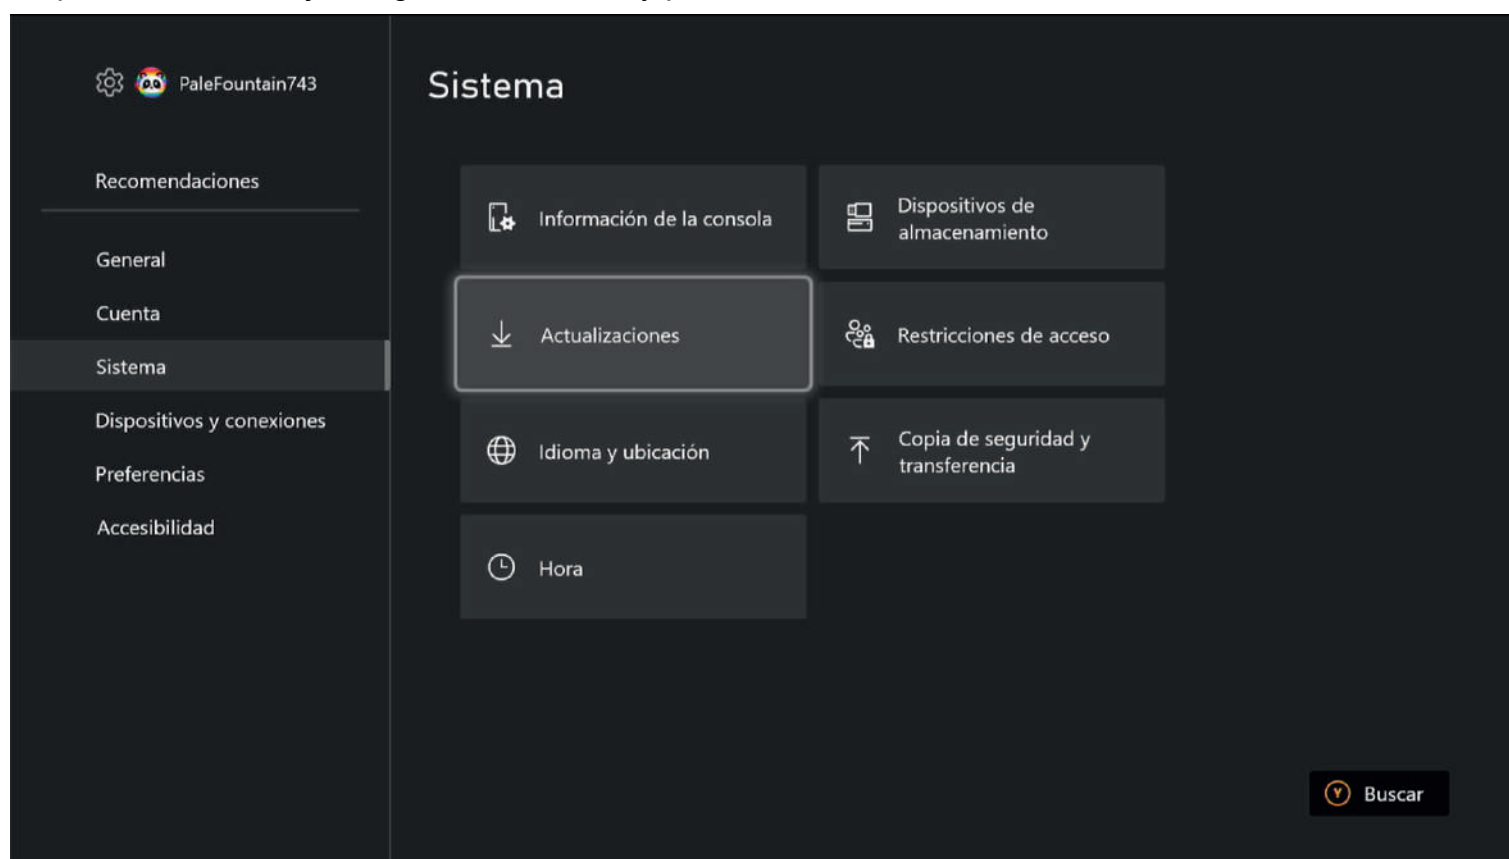 PaleFountain743
Recomendaciones
General
Cuenta
Sistema
Dispositivos y conexiones
Preferencias
Accesibilidad
Sistema
Información de la consola
Dispositivos de
almacenamiento
Actualizaciones
Restricciones de acceso
Idioma y ubicación
Copia de seguridad y
transferencia
Hora
Y Buscar